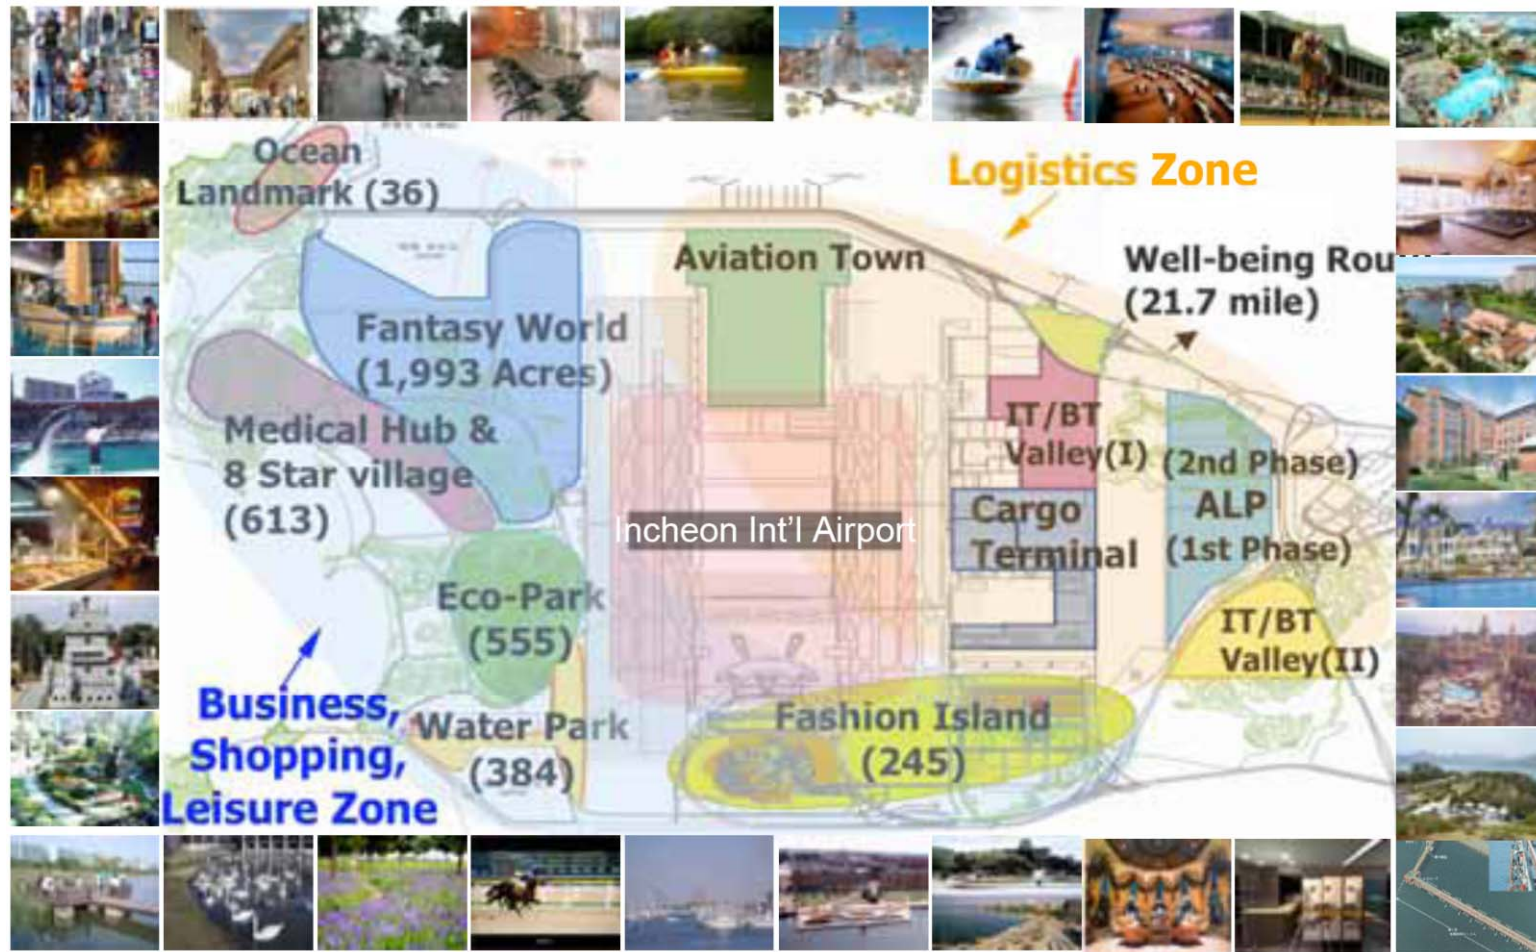 Ocean
Landmark (36)
Logistics Zone
Aviation Town
Well-being Rou
(21.7 mile)
Fantasy World
(1,993 Acres)
IT/BT
Valley(I)
Medical Hub &
8 Star village
(613)
(2nd Phase)
ALP
(1st Phase)
Cargo
Terminal
Incheon Int'l Airport
Eco-Park
(555)
IT/BT
Valley(II)
Business,
Shopping,
Leisure Zone
Water Park
(384)
Fashion Island
(245)